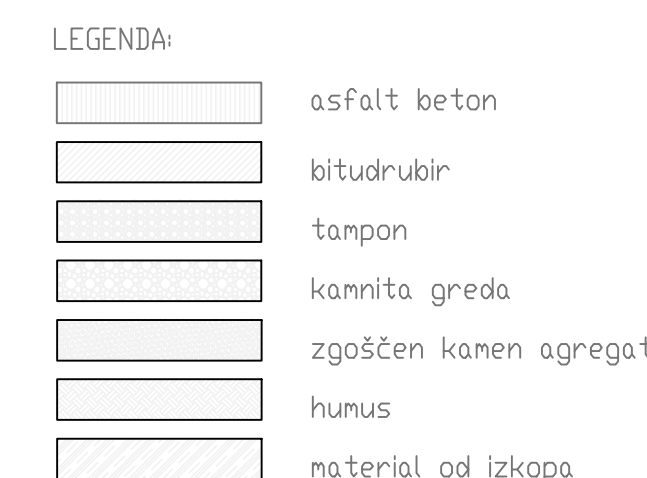 LEGENDA:
asfalt beton
bitudrubir
tampon
kamnita greda
zgoščen kamen agregat
humus
material od izkopa